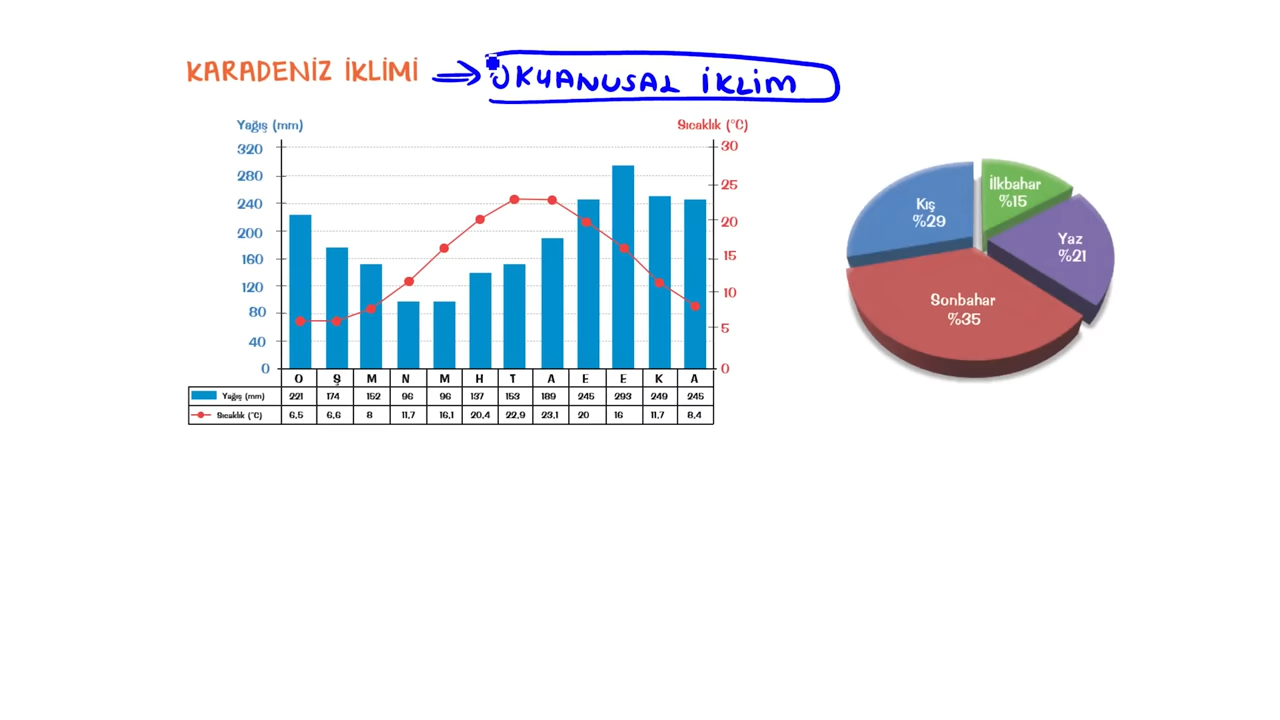 KARADENİZ İKLİMİ → OKYANUSAL İKLİM
Yağış (mm) Sıcaklık (°C)
320 30
280 25
240 20
200 15
160 10
120 5
80 0
40
0
O Ş M N M H T A E E K A
Yağış (mm) 221 174 152 96 96 137 153 189 245 293 249 245
Sıcaklık (°C) 6,5 6,6 8 11,7 16,1 20,4 22,9 23,1 20 16 11,7 8,4
İlkbahar
%15
Kış
%29
Yaz
%21
Sonbahar
%35